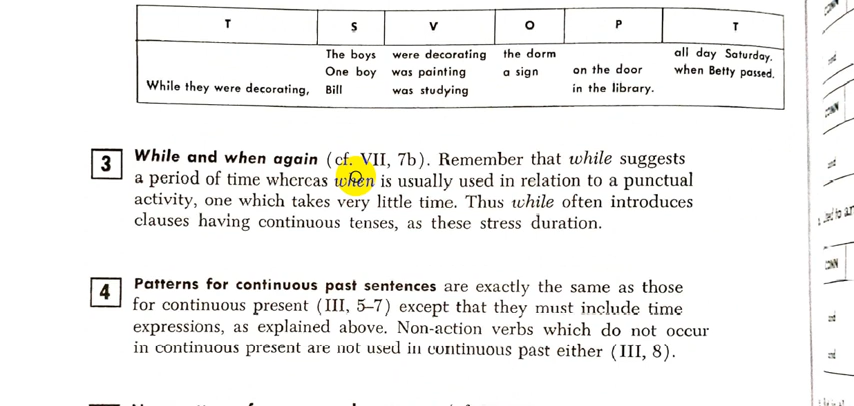 T S V O P T
The boys were decorating the dorm all day Saturday.
One boy was painting a sign on the door when Betty passed.
While they were decorating, Bill was studying in the library.
3 While and when again (cf. VII, 7b). Remember that while suggests
a period of time whereas when is usually used in relation to a punctual
activity, one which takes very little time. Thus while often introduces
clauses having continuous tenses, as these stress duration.
4 Patterns for continuous past sentences are exactly the same as those
for continuous present (III, 5–7) except that they must include time
expressions, as explained above. Non-action verbs which do not occur
in continuous present are not used in continuous past either (III, 8).